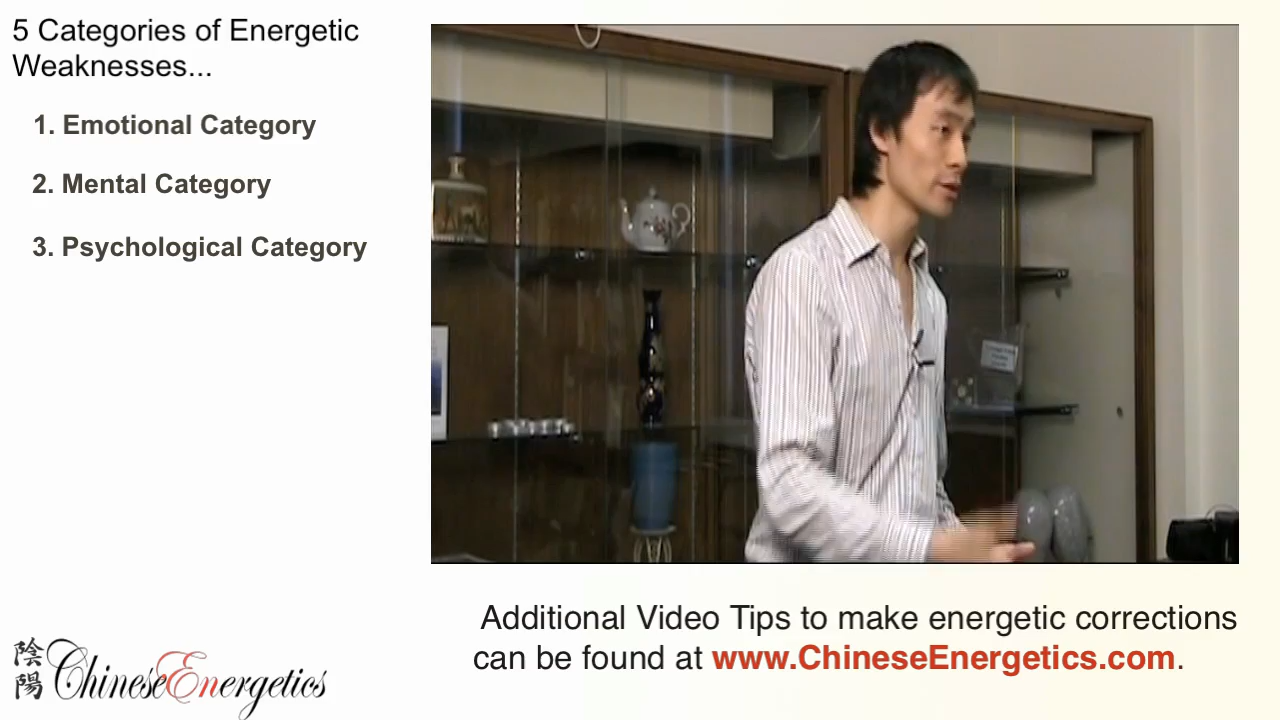 5 Categories of Energetic
Weaknesses...
1. Emotional Category
2. Mental Category
3. Psychological Category
Additional Video Tips to make energetic corrections
can be found at www.ChineseEnergetics.com.
陰陽 ChineseEnergetics